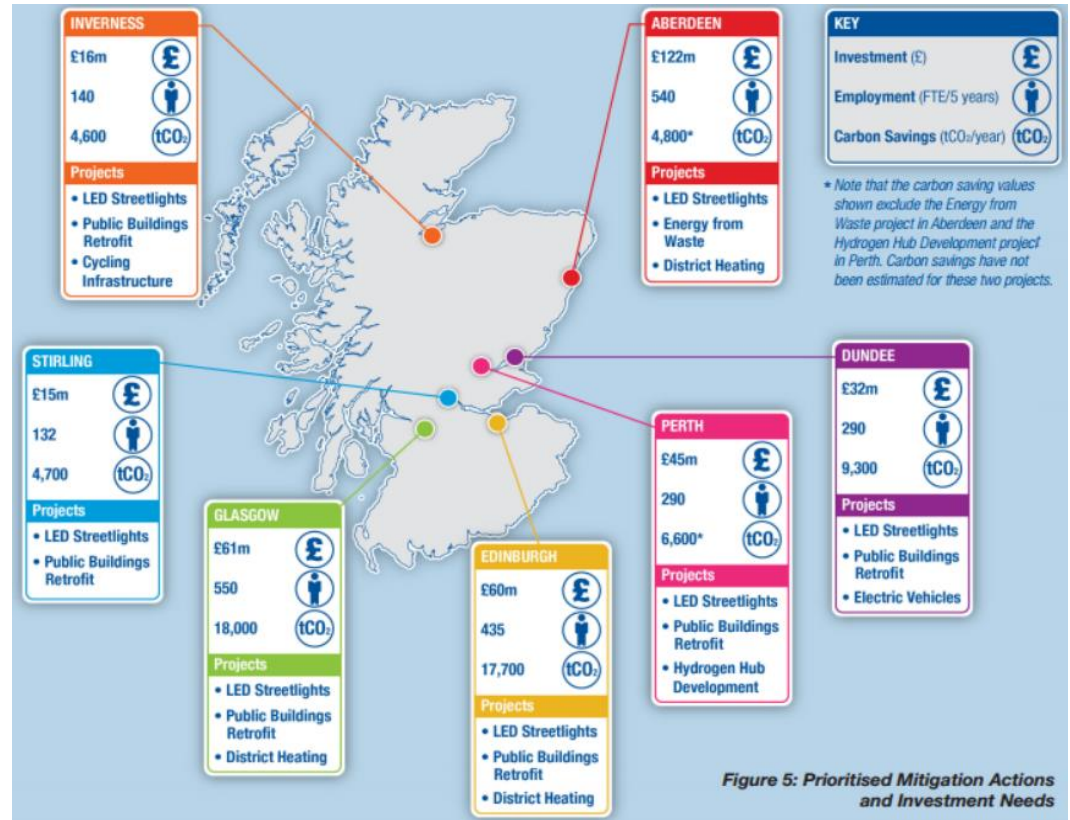 INVERNESS
£16m
£
140
4,600
tCO₂
Projects
• LED Streetlights
• Public Buildings
Retrofit
• Cycling
Infrastructure
ABERDEEN
£122m
£
540
4,800*
tCO₂
Projects
• LED Streetlights
• Energy from
Waste
• District Heating
KEY
Investment (£)
£
Employment (FTE/5 years)
Carbon Savings (tCO₂/year)
tCO₂
* Note that the carbon saving values
shown exclude the Energy from
Waste project in Aberdeen and the
Hydrogen Hub Development project†
in Perth. Carbon savings have not
been estimated for these two projects.
STIRLING
£15m
£
132
4,700
tCO₂
Projects
• LED Streetlights
• Public Buildings
Retrofit
GLASGOW
£61m
£
550
18,000
tCO₂
Projects
• LED Streetlights
• Public Buildings
Retrofit
• District Heating
EDINBURGH
£60m
£
435
17,700
tCO₂
Projects
• LED Streetlights
• Public Buildings
Retrofit
• District Heating
PERTH
£45m
£
290
6,600*
tCO₂
Projects
• LED Streetlights
• Public Buildings
Retrofit
• Hydrogen Hub
Development
DUNDEE
£32m
£
290
9,300
tCO₂
Projects
• LED Streetlights
• Public Buildings
Retrofit
• Electric Vehicles
Figure 5: Prioritised Mitigation Actions
and Investment Needs